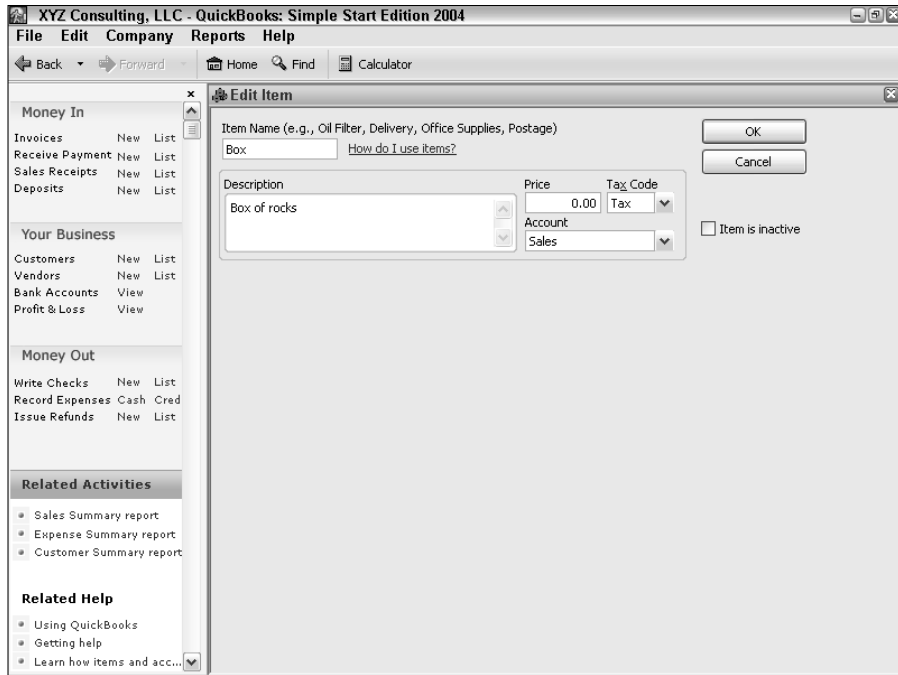 XYZ Consulting, LLC - QuickBooks: Simple Start Edition 2004
File Edit Company Reports Help
Back Forward Home Find Calculator
Money In
Invoices New List
Receive Payment New List
Sales Receipts New List
Deposits New List
Your Business
Customers New List
Vendors New List
Bank Accounts View
Profit & Loss View
Money Out
Write Checks New List
Record Expenses Cash Cred
Issue Refunds New List
Related Activities
Sales Summary report
Expense Summary report
Customer Summary report
Related Help
Using QuickBooks
Getting help
Learn how items and acc...
Edit Item
Item Name (e.g., Oil Filter, Delivery, Office Supplies, Postage)
Box How do I use items?
Description Price Tax Code
Box of rocks 0.00 Tax
Account
Sales
OK
Cancel
Item is inactive